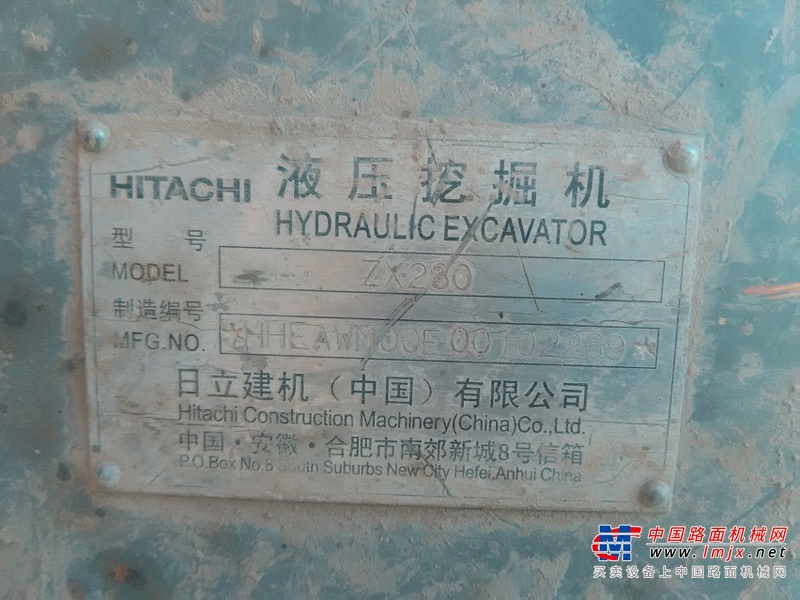 HITACHI 液压挖掘机
HYDRAULIC EXCAVATOR
型 号
MODEL ZX230
制造编号
MFG.NO. *HHEAWM00E00102269*
日立建机（中国）有限公司
Hitachi Construction Machinery(China)Co.,Ltd.
中国·安徽·合肥市南郊新城8号信箱
P.O.Box No.8 South Suburbs New City Hefei,Anhui China
中国路面机械网
www.lmjx.net
买卖设备上中国路面机械网